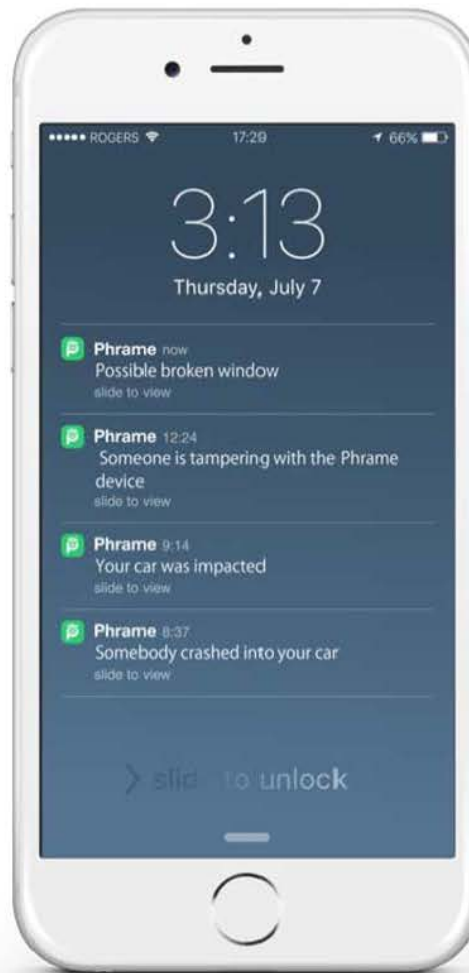 ROGERS 17:29 66%
3:13
Thursday, July 7
Phrame now
Possible broken window
slide to view
Phrame 12:24
Someone is tampering with the Phrame
device
slide to view
Phrame 9:14
Your car was impacted
slide to view
Phrame 8:37
Somebody crashed into your car
slide to view
> slide to unlock